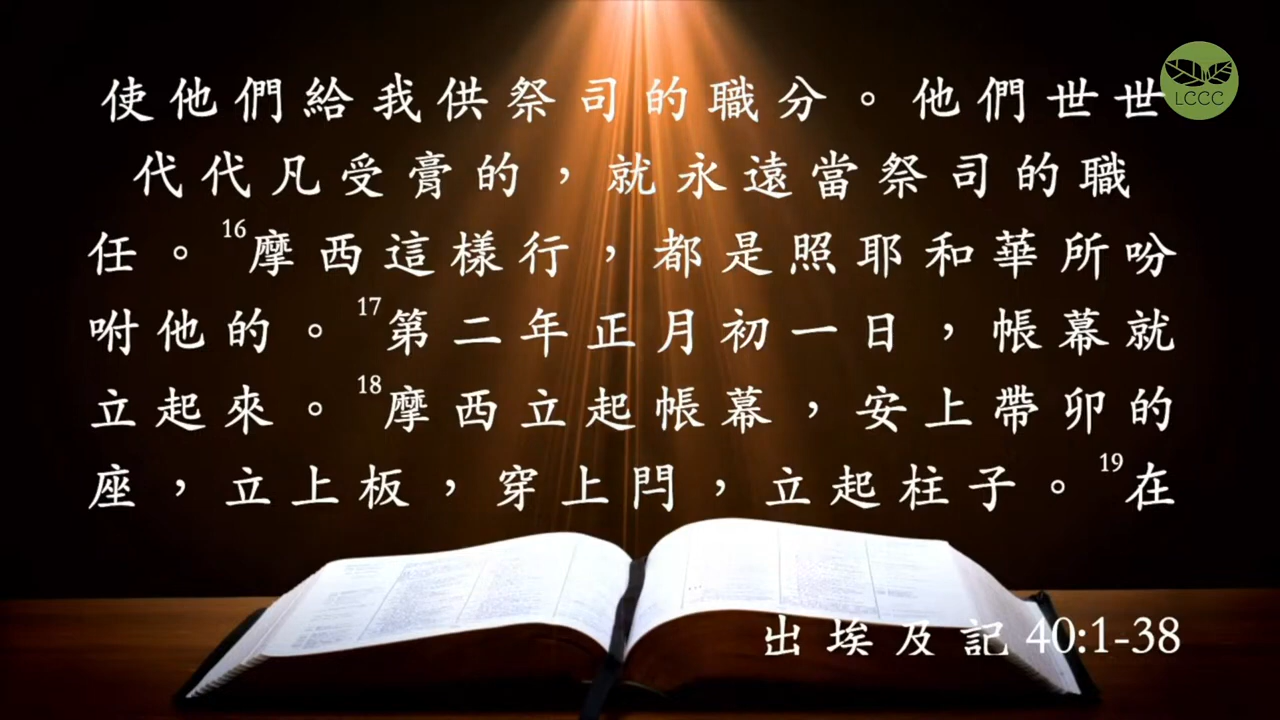 使他們給我供祭司的職分。他們世世
代代凡受膏的，就永遠當祭司的職
任。16摩西這樣行，都是照耶和華所吩
咐他的。17第二年正月初一日，帳幕就
立起來。18摩西立起帳幕，安上帶卯的
座，立上板，穿上閂，立起柱子。19在
出埃及記 40:1-38
LCCC